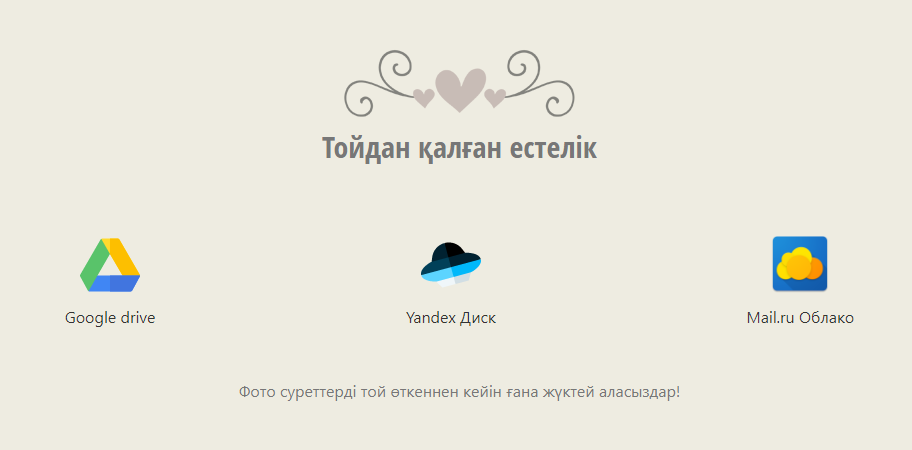 Тойдан қалған естелік
Google drive
Yandex Диск
Mail.ru Облако
Фото суреттерді той өткеннен кейін ғана жүктей аласыздар!